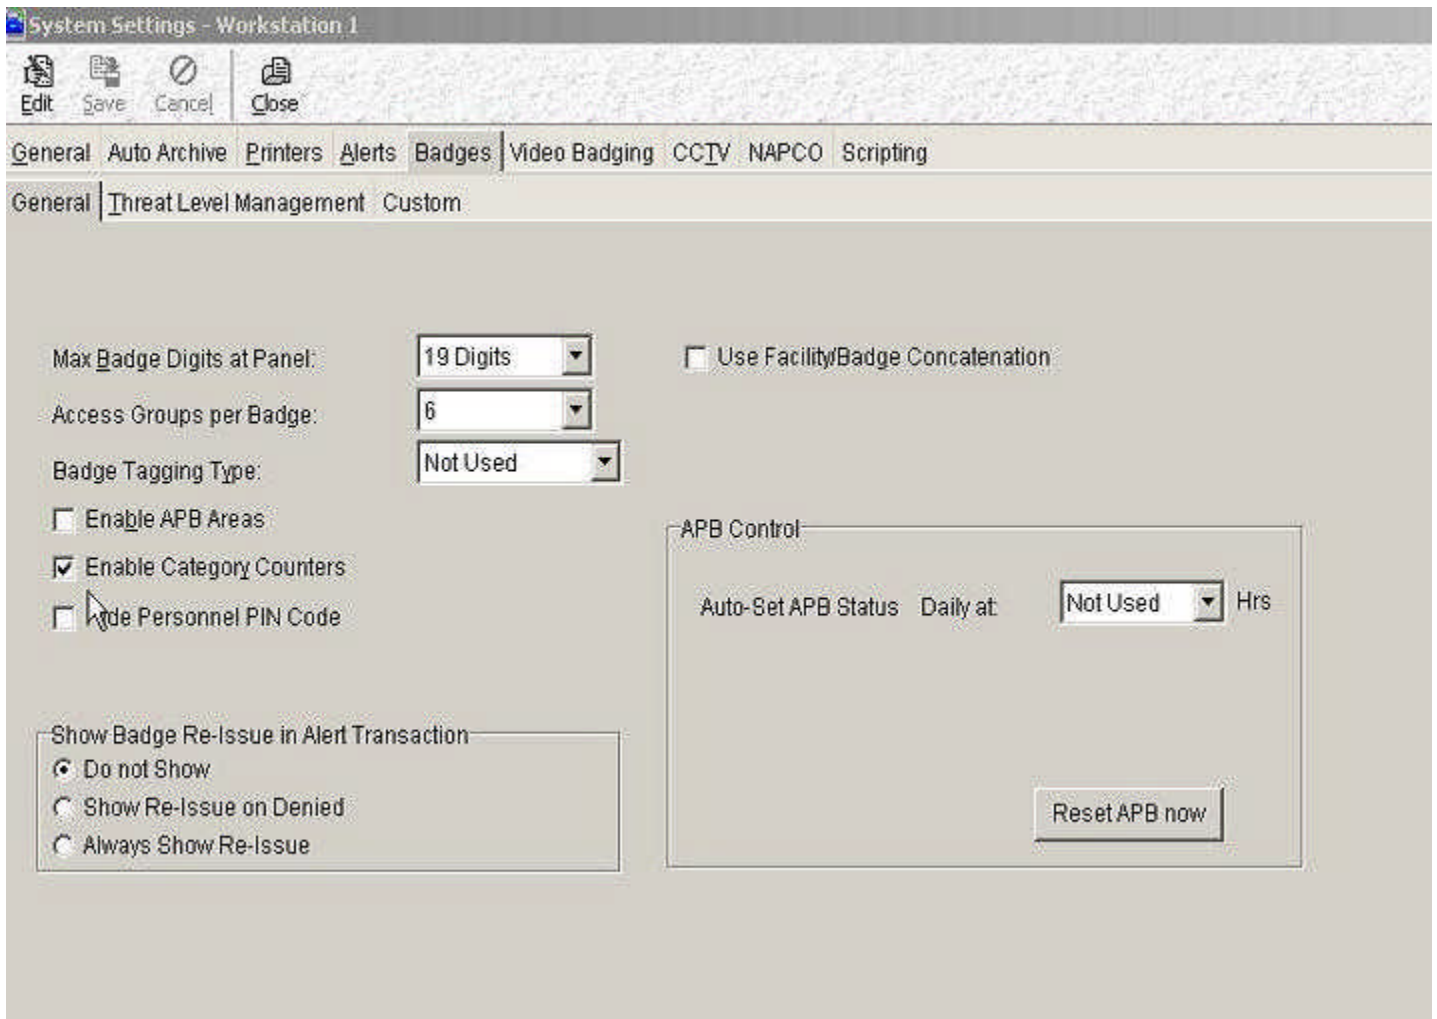 System Settings - Workstation 1
Edit Save Cancel Close
General Auto Archive Printers Alerts Badges Video Badging CCTV NAPCO Scripting
General Threat Level Management Custom
Max Badge Digits at Panel: 19 Digits Use Facility/Badge Concatenation
Access Groups per Badge: 6
Badge Tagging Type: Not Used
Enable APB Areas
APB Control
Enable Category Counters
Auto-Set APB Status Daily at: Not Used Hrs
Hide Personnel PIN Code
Show Badge Re-Issue in Alert Transaction
Do not Show
Show Re-Issue on Denied
Reset APB now
Always Show Re-Issue